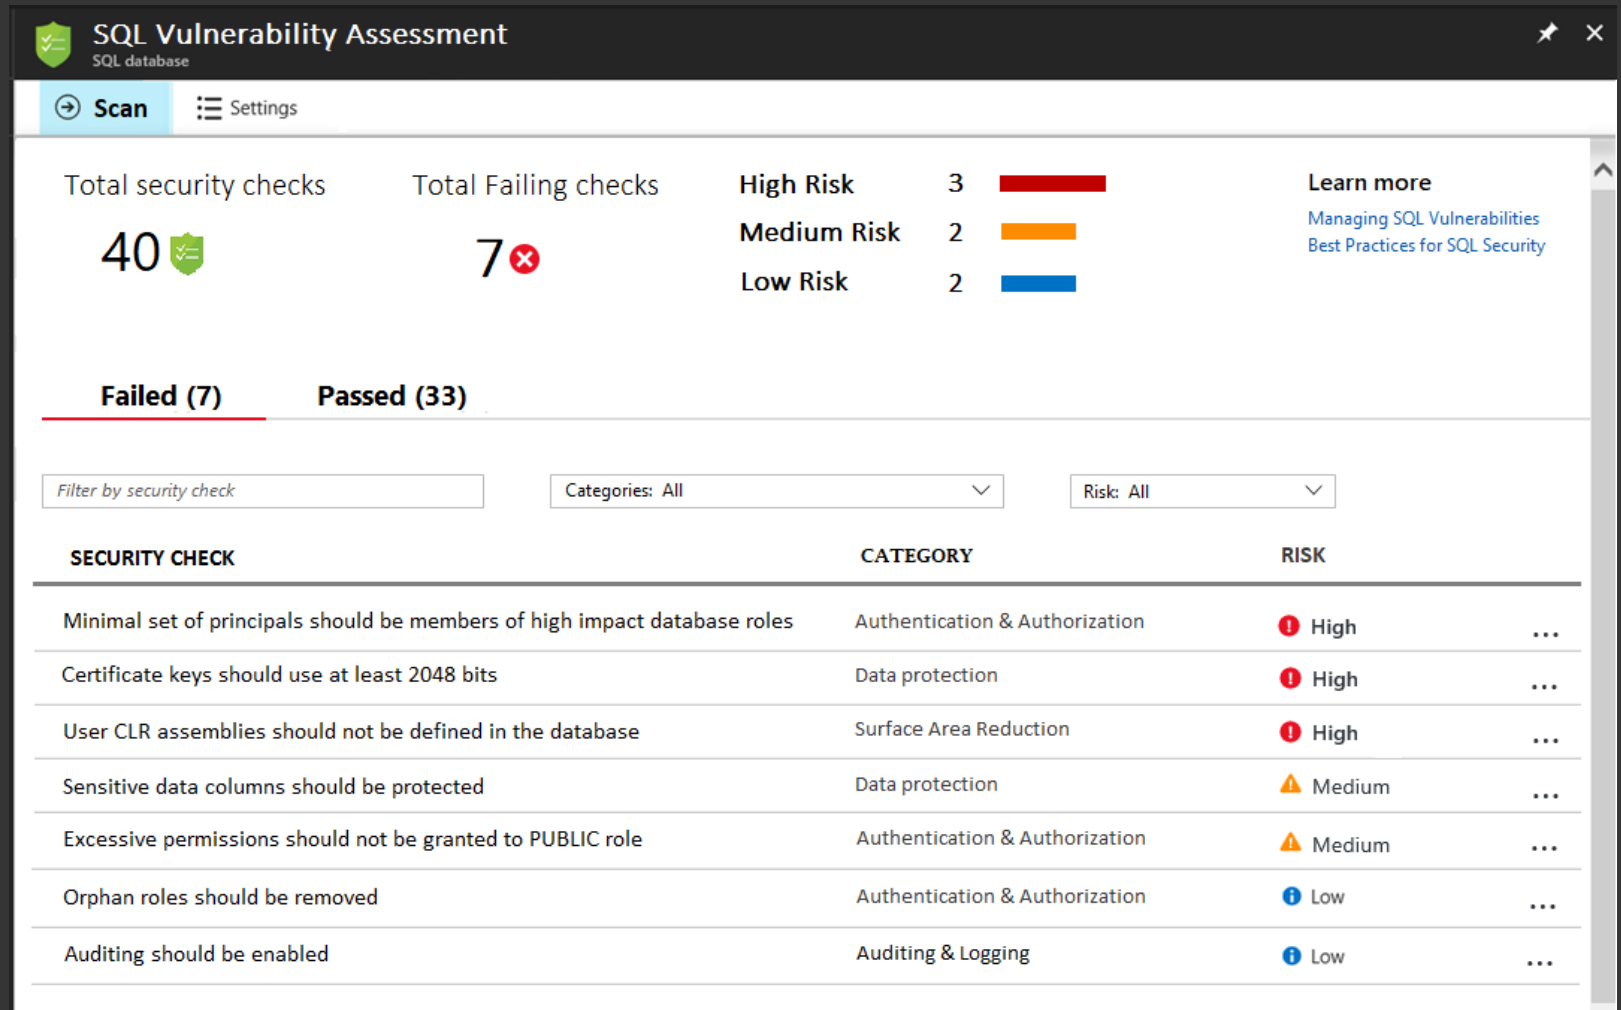 SQL Vulnerability Assessment
SQL database
Scan
Settings
Total security checks
40
Total Failing checks
7
High Risk 3
Medium Risk 2
Low Risk 2
Learn more
Managing SQL Vulnerabilities
Best Practices for SQL Security
Failed (7) Passed (33)
Filter by security check
Categories: All
Risk: All
SECURITY CHECK CATEGORY RISK
Minimal set of principals should be members of high impact database roles Authentication & Authorization High ...
Certificate keys should use at least 2048 bits Data protection High ...
User CLR assemblies should not be defined in the database Surface Area Reduction High ...
Sensitive data columns should be protected Data protection Medium ...
Excessive permissions should not be granted to PUBLIC role Authentication & Authorization Medium ...
Orphan roles should be removed Authentication & Authorization Low ...
Auditing should be enabled Auditing & Logging Low ...